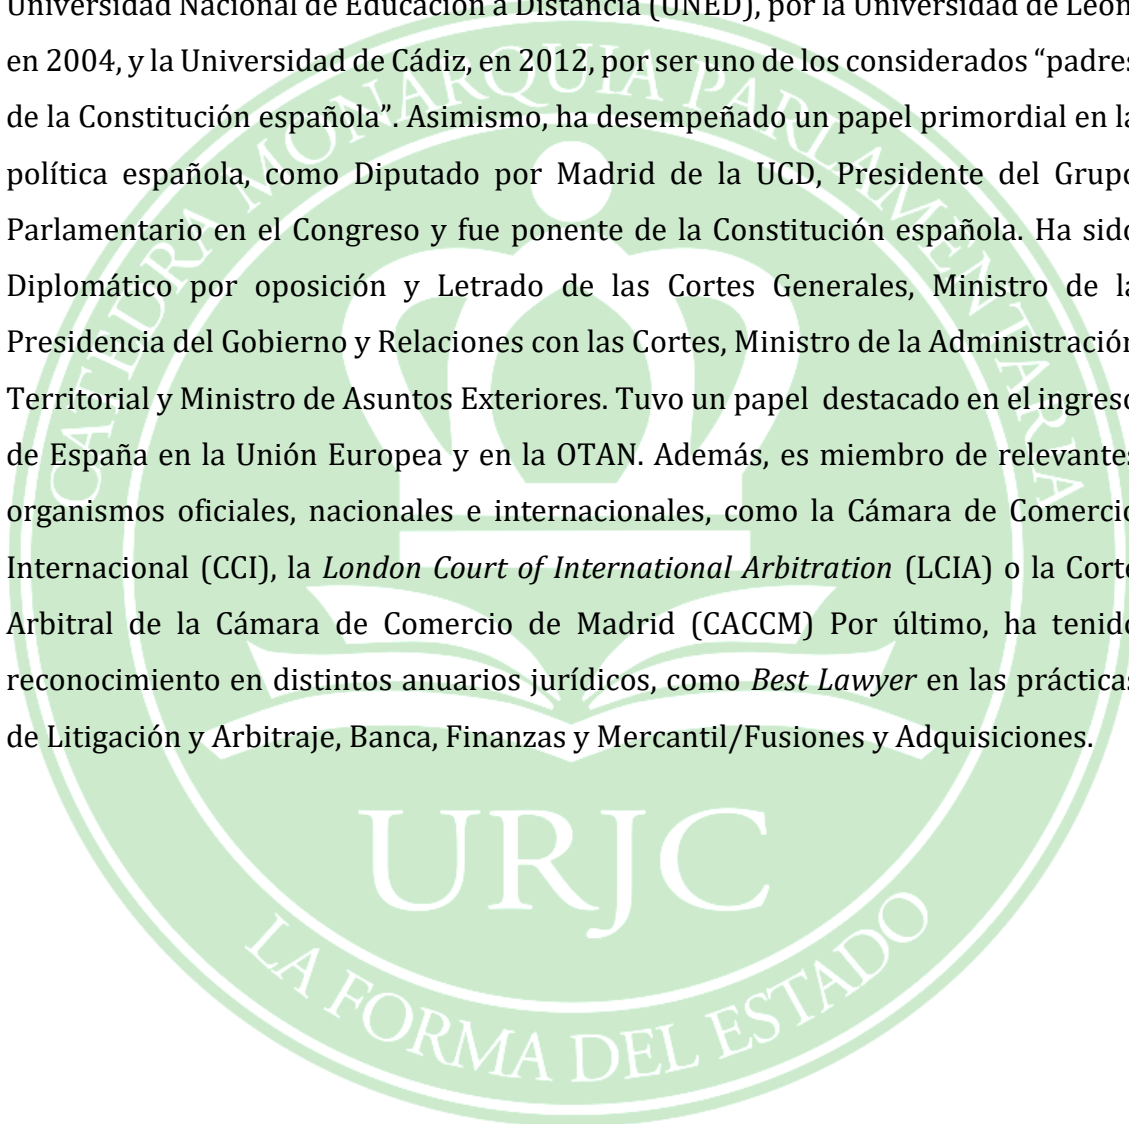 Universidad Nacional de Educación a Distancia (UNED), por la Universidad de León
en 2004, y la Universidad de Cádiz, en 2012, por ser uno de los considerados “padres
de la Constitución española”. Asimismo, ha desempeñado un papel primordial en la
política española, como Diputado por Madrid de la UCD, Presidente del Grupo
Parlamentario en el Congreso y fue ponente de la Constitución española. Ha sido
Diplomático por oposición y Letrado de las Cortes Generales, Ministro de la
Presidencia del Gobierno y Relaciones con las Cortes, Ministro de la Administración
Territorial y Ministro de Asuntos Exteriores. Tuvo un papel destacado en el ingreso
de España en la Unión Europea y en la OTAN. Además, es miembro de relevantes
organismos oficiales, nacionales e internacionales, como la Cámara de Comercio
Internacional (CCI), la London Court of International Arbitration (LCIA) o la Corte
Arbitral de la Cámara de Comercio de Madrid (CACCM) Por último, ha tenido
reconocimiento en distintos anuarios jurídicos, como Best Lawyer en las prácticas
de Litigación y Arbitraje, Banca, Finanzas y Mercantil/Fusiones y Adquisiciones.
CÁTEDRA MONARQUÍA PARLAMENTARIA
URJC
LA FORMA DEL ESTADO